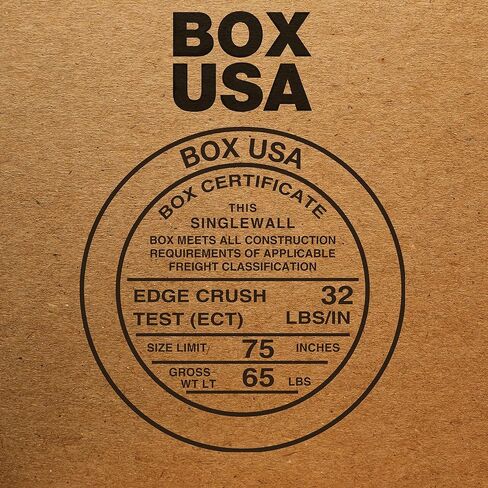 BOX
USA
BOX USA
BOX CERTIFICATE
THIS
SINGLEWALL
BOX MEETS ALL CONSTRUCTION
REQUIREMENTS OF APPLICABLE
FREIGHT CLASSIFICATION
EDGE CRUSH 32
TEST (ECT) LBS/IN
SIZE LIMIT 75 INCHES
GROSS
WT LT 65 LBS